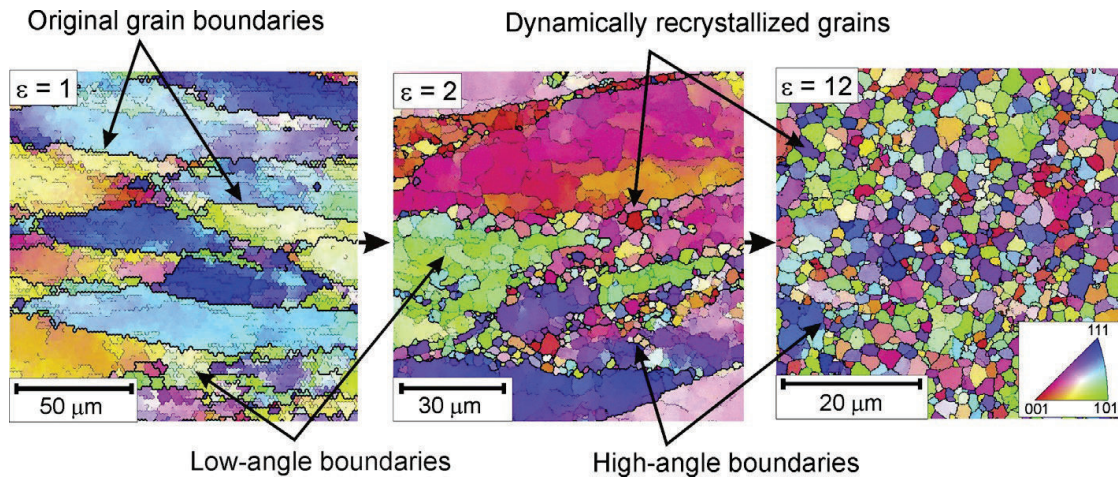 Original grain boundaries
Dynamically recrystallized grains
ε = 1
ε = 2
ε = 12
50 μm
30 μm
20 μm
111
001
101
Low-angle boundaries
High-angle boundaries